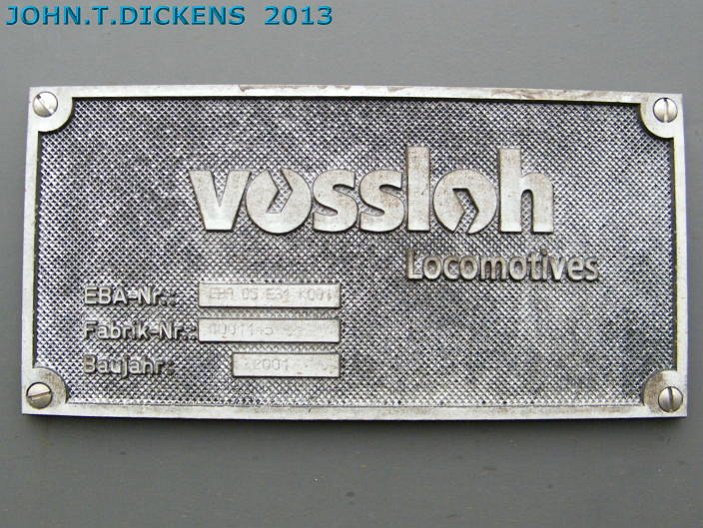 JOHN.T.DICKENS 2013
vossloh
Locomotives
EBA-Nr.:
Fabrik-Nr.:
Baujahr: 2001